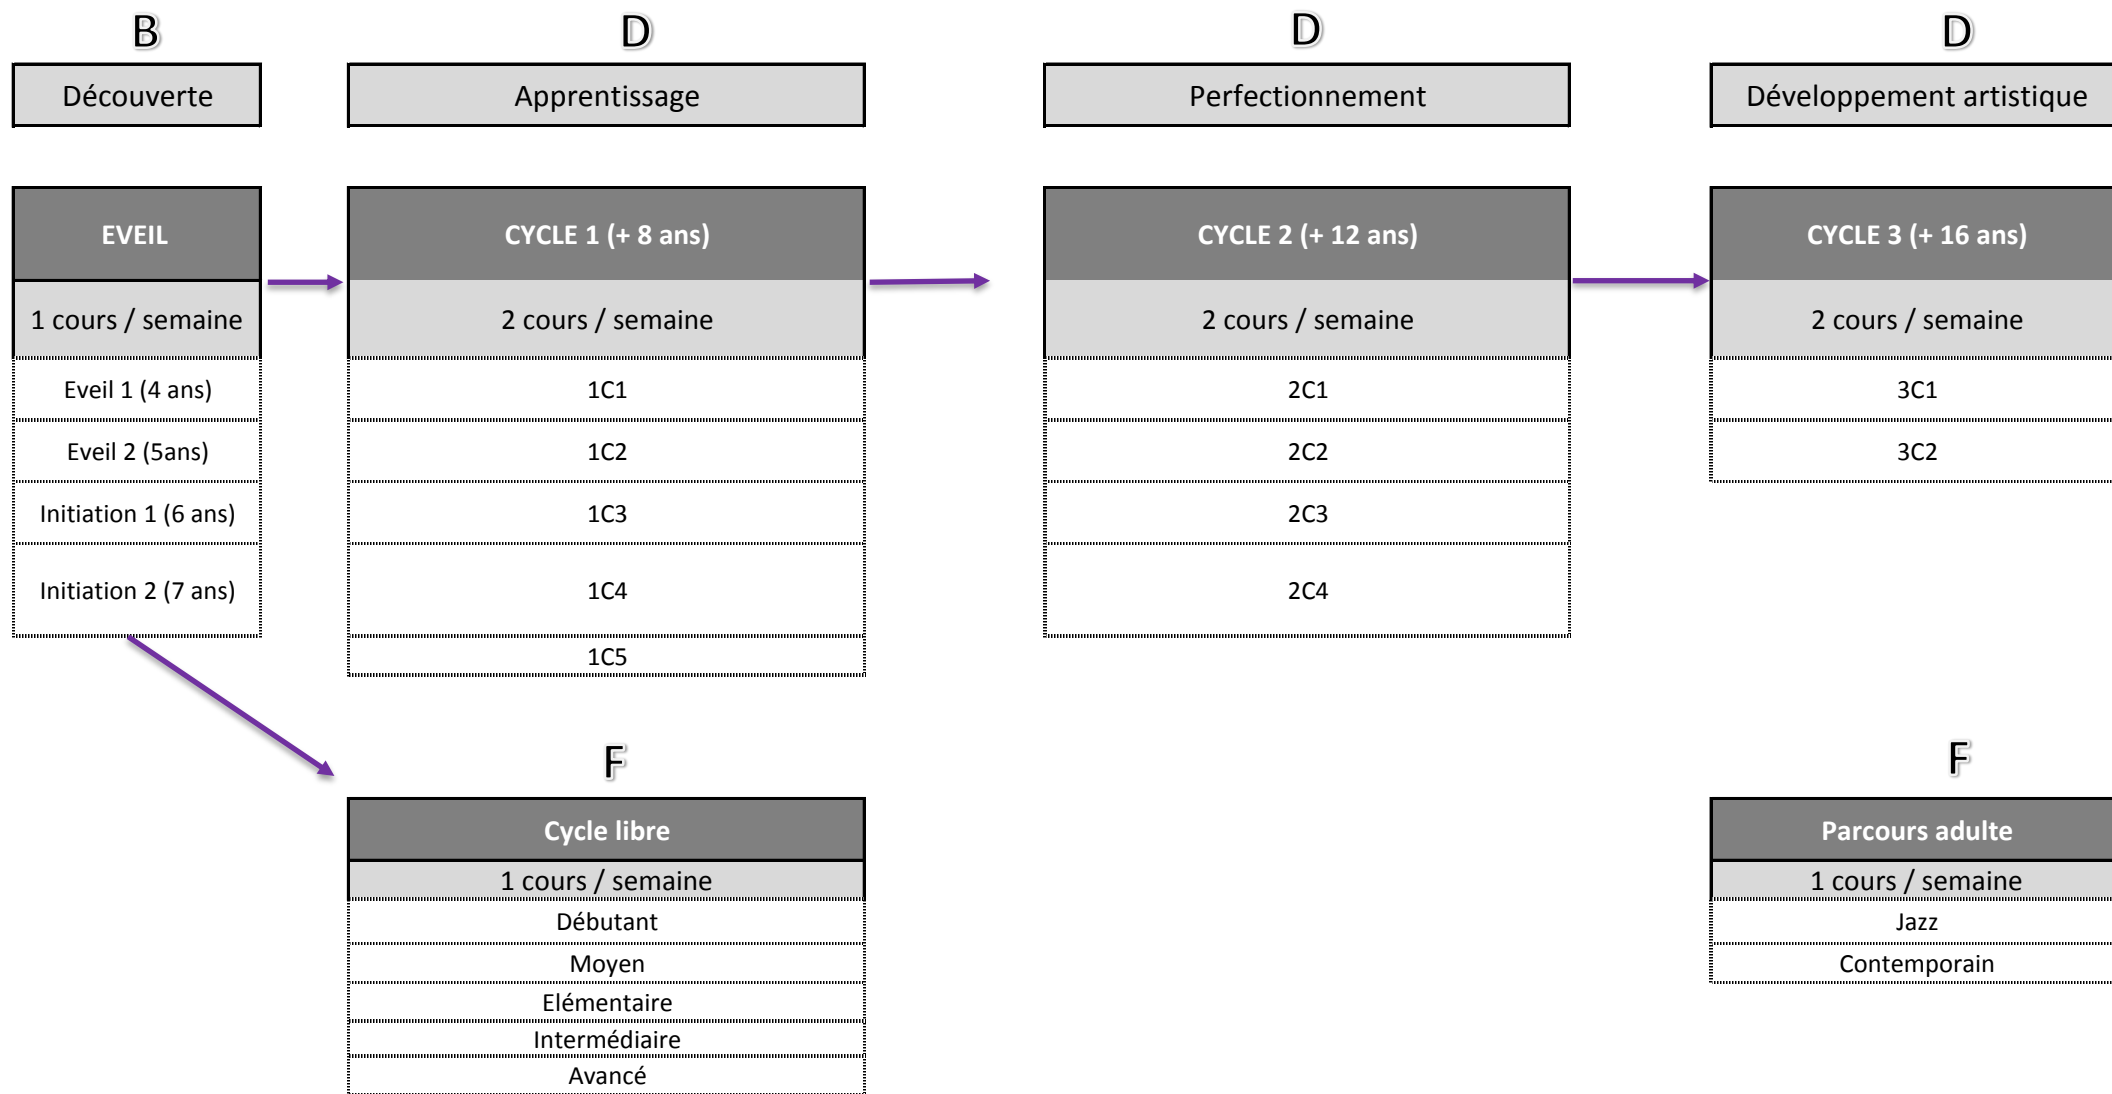 B
Découverte
EVEIL
1 cours / semaine
Eveil 1 (4 ans)
Eveil 2 (5ans)
Initiation 1 (6 ans)
Initiation 2 (7 ans)
D
Apprentissage
CYCLE 1 (+ 8 ans)
2 cours / semaine
1C1
1C2
1C3
1C4
1C5
D
Perfectionnement
CYCLE 2 (+ 12 ans)
2 cours / semaine
2C1
2C2
2C3
2C4
D
Développement artistique
CYCLE 3 (+ 16 ans)
2 cours / semaine
3C1
3C2
F
Cycle libre
1 cours / semaine
Débutant
Moyen
Elémentaire
Intermédiaire
Avancé
F
Parcours adulte
1 cours / semaine
Jazz
Contemporain